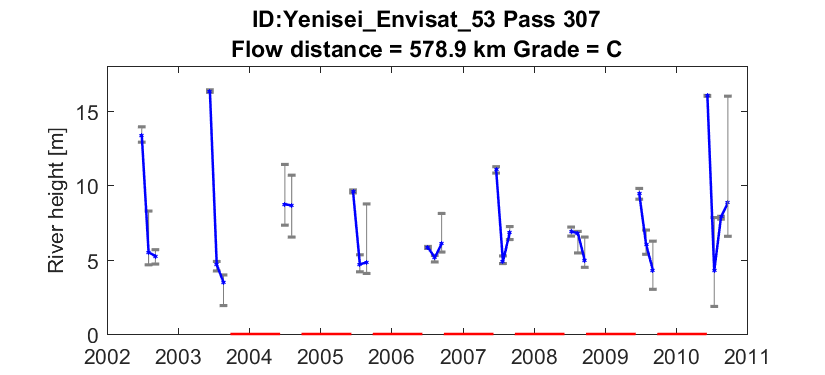 ID:Yenisei_Envisat_53 Pass 307
Flow distance = 578.9 km Grade = C
River height [m]
15
10
5
0
2002 2003 2004 2005 2006 2007 2008 2009 2010 2011